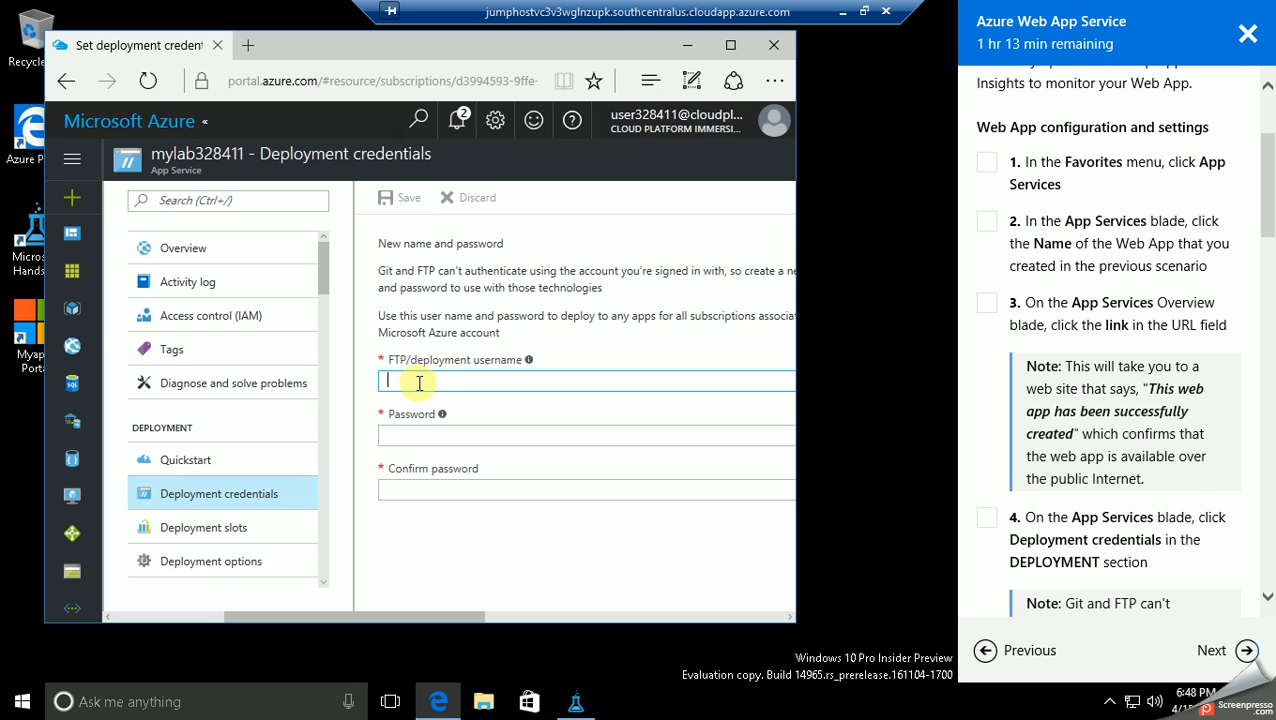 jumphostvc3v3wglnzupk.southcentralus.cloudapp.azure.com
Recycle
Azure P
Micros
Hands
Myap
Set deployment credent
portal.azure.com/#resource/subscriptions/d3994593-9ffe-
Microsoft Azure «
2
user328411@cloudpl...
CLOUD PLATFORM IMMERSI...
mylab328411 - Deployment credentials
App Service
Search (Ctrl+/)
Overview
Activity log
Access control (IAM)
Tags
Diagnose and solve problems
DEPLOYMENT
Quickstart
Deployment credentials
Deployment slots
Deployment options
Save Discard
New name and password
Git and FTP can't authenticate using the account you're signed in with, so create a ne
and password to use with those technologies
Use this user name and password to deploy to any apps for all subscriptions associat
Microsoft Azure account
* FTP/deployment username
* Password
* Confirm password
Windows 10 Pro Insider Preview
Evaluation copy. Build 14965.rs_prerelease.161104-1700
Ask me anything
6:48 PM
Screenpresso
.com
Azure Web App Service
1 hr 13 min remaining
Insights to monitor your Web App.
Web App configuration and settings
1. In the Favorites menu, click App
Services
2. In the App Services blade, click
the Name of the Web App that you
created in the previous scenario
3. On the App Services Overview
blade, click the link in the URL field
Note: This will take you to a
web site that says, "This web
app has been successfully
created" which confirms that
the web app is available over
the public Internet.
4. On the App Services blade, click
Deployment credentials in the
DEPLOYMENT section
Note: Git and FTP can't
Previous
Next